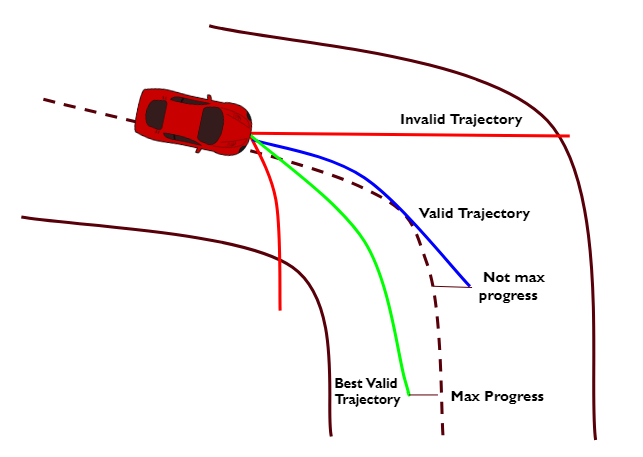 Invalid Trajectory
Valid Trajectory
Not max
progress
Best Valid
Trajectory
Max Progress